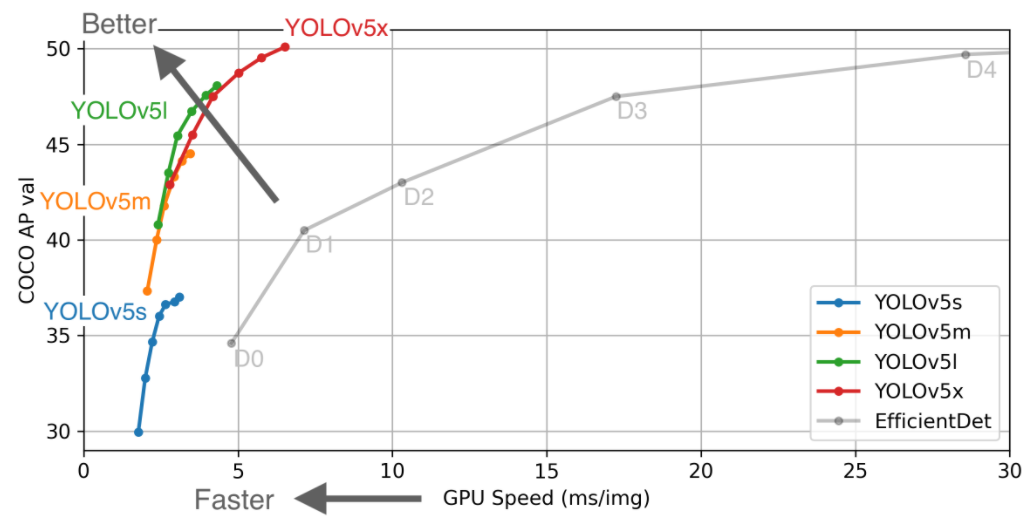 Better
YOLOv5x
50
D4
D3
YOLOv5l
45
D2
YOLOv5m
COCO AP val
40
D1
YOLOv5s
YOLOv5s
YOLOv5m
35
D0
YOLOv5l
YOLOv5x
EfficientDet
30
0 5 10 15 20 25 30
Faster
GPU Speed (ms/img)